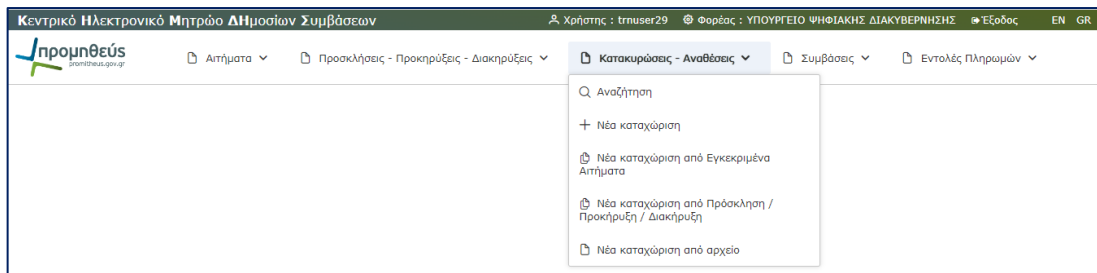 Κεντρικό Ηλεκτρονικό Μητρώο ΔΗμοσίων Συμβάσεων Χρήστης : trnuser29 Φορέας : ΥΠΟΥΡΓΕΙΟ ΨΗΦΙΑΚΗΣ ΔΙΑΚΥΒΕΡΝΗΣΗΣ Έξοδος EN GR
προμηθεύς
promitheus.gov.gr
Αιτήματα Προσκλήσεις - Προκηρύξεις - Διακηρύξεις Κατακυρώσεις - Αναθέσεις Συμβάσεις Εντολές Πληρωμών
Αναζήτηση
Νέα καταχώριση
Νέα καταχώριση από Εγκεκριμένα
Αιτήματα
Νέα καταχώριση από Πρόσκληση /
Προκήρυξη / Διακήρυξη
Νέα καταχώριση από αρχείο